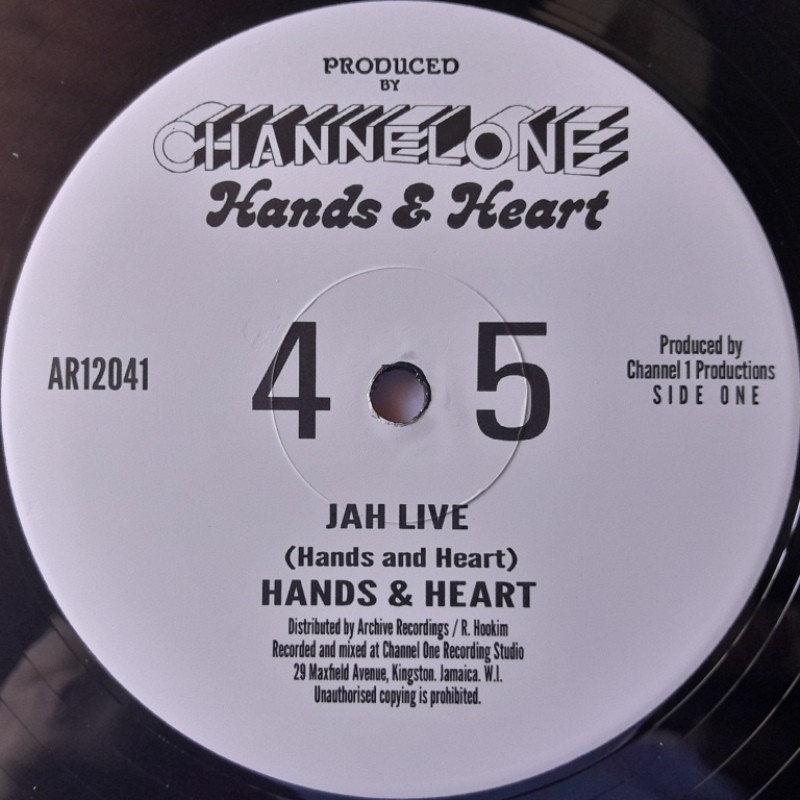 PRODUCED
BY
CHANNEL ONE
Hands & Heart
4 5
AR12041
Produced by
Channel 1 Productions
SIDE ONE
JAH LIVE
(Hands and Heart)
HANDS & HEART
Distributed by Archive Recordings / R. Hookim
Recorded and mixed at Channel One Recording Studio
29 Maxfield Avenue, Kingston. Jamaica. W.I.
Unauthorised copying is prohibited.